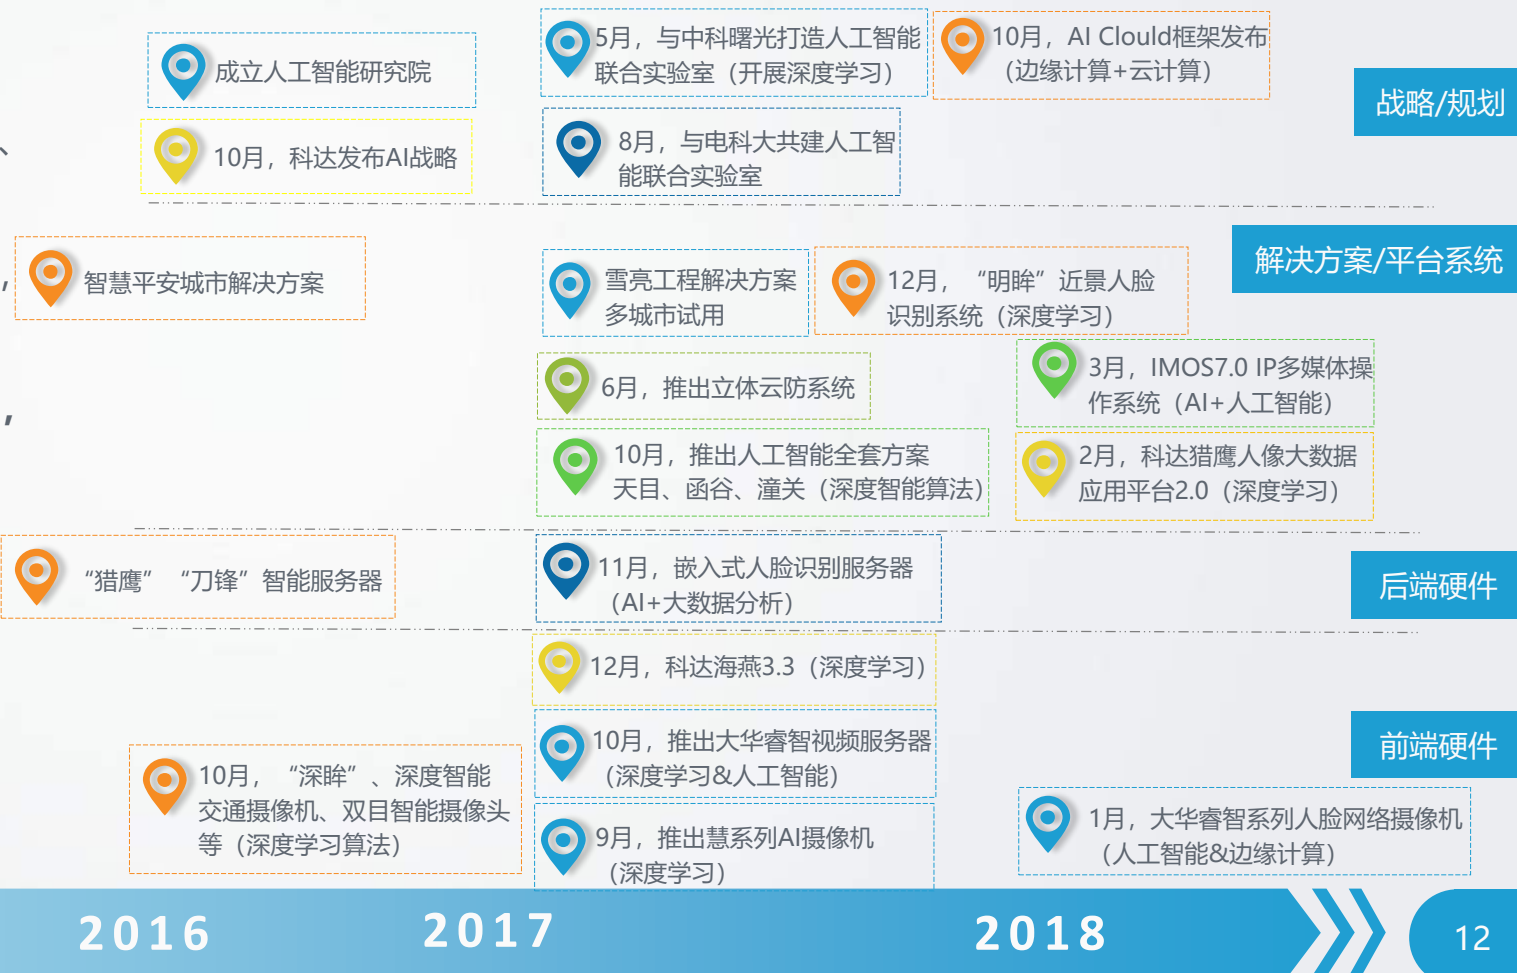 成立人工智能研究院
10月，科达发布AI战略
5月，与中科曙光打造人工智能
联合实验室（开展深度学习）
8月，与电科大共建人工智
能联合实验室
10月，AI Clould框架发布
（边缘计算+云计算）
战略/规划
、
，
智慧平安城市解决方案
雪亮工程解决方案
多城市试用
12月，“明眸”近景人脸
识别系统（深度学习）
解决方案/平台系统
6月，推出立体云防系统
3月，IMOS7.0 IP多媒体操
作系统（AI+人工智能）
，
10月，推出人工智能全套方案
天目、函谷、潼关（深度智能算法）
2月，科达猎鹰人像大数据
应用平台2.0（深度学习）
“猎鹰”“刀锋”智能服务器
11月，嵌入式人脸识别服务器
（AI+大数据分析）
后端硬件
12月，科达海燕3.3（深度学习）
10月，推出大华睿智视频服务器
（深度学习&人工智能）
前端硬件
10月，“深眸”、深度智能
交通摄像机、双目智能摄像头
等（深度学习算法）
9月，推出慧系列AI摄像机
（深度学习）
1月，大华睿智系列人脸网络摄像机
（人工智能&边缘计算）
2016
2017
2018
12